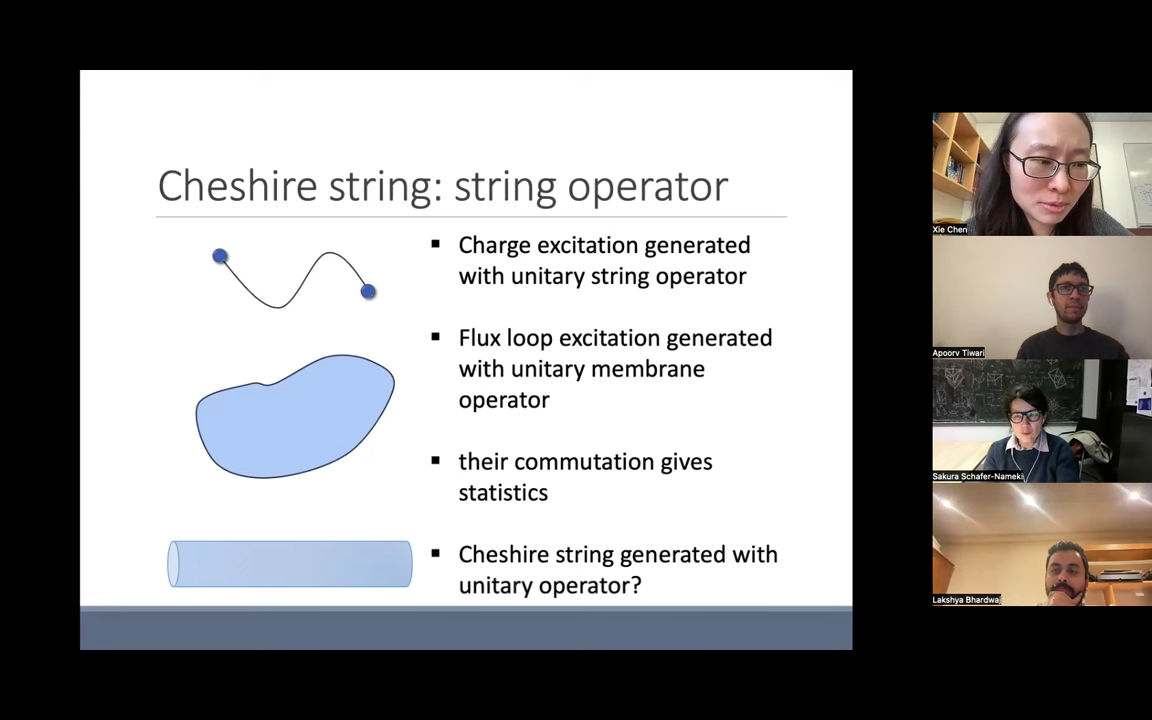 Cheshire string: string operator
▪ Charge excitation generated
with unitary string operator
▪ Flux loop excitation generated
with unitary membrane
operator
▪ their commutation gives
statistics
▪ Cheshire string generated with
unitary operator?
Xie Chen
Apoorv Tiwari
Sakura Schafer-Nameki
Lakshya Bhardwaj